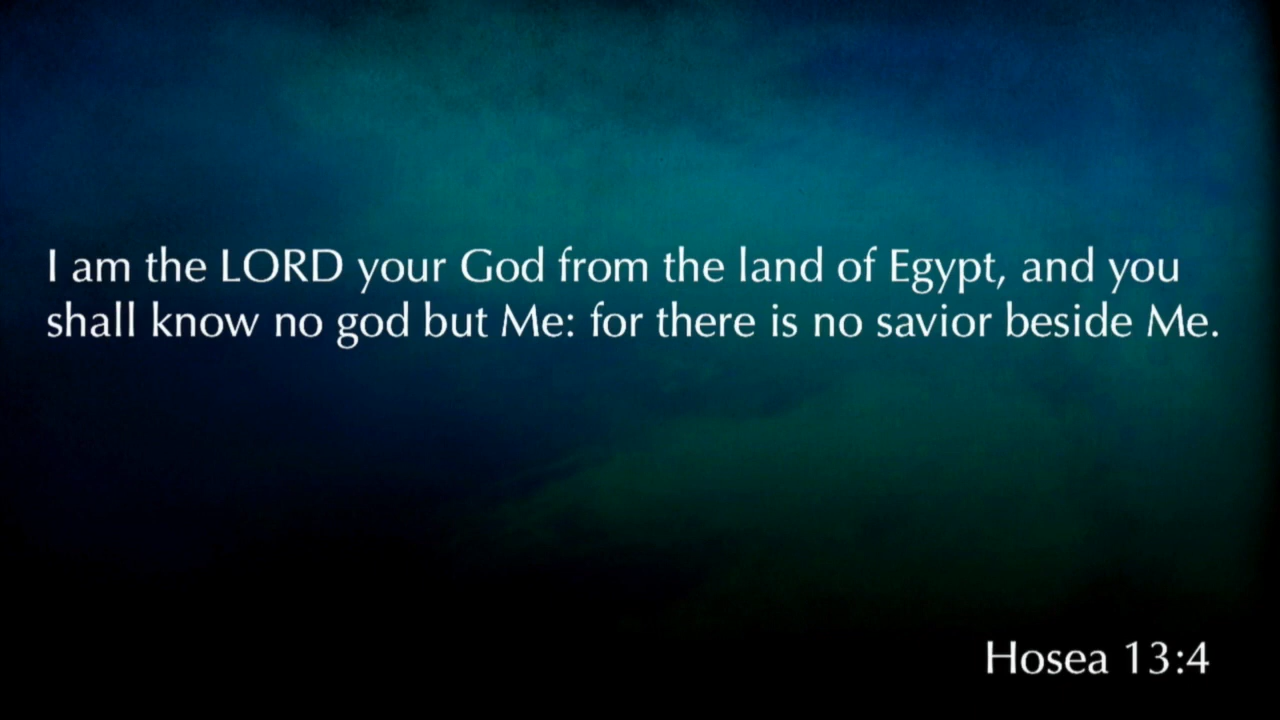 I am the LORD your God from the land of Egypt, and you
shall know no god but Me: for there is no savior beside Me.
Hosea 13:4